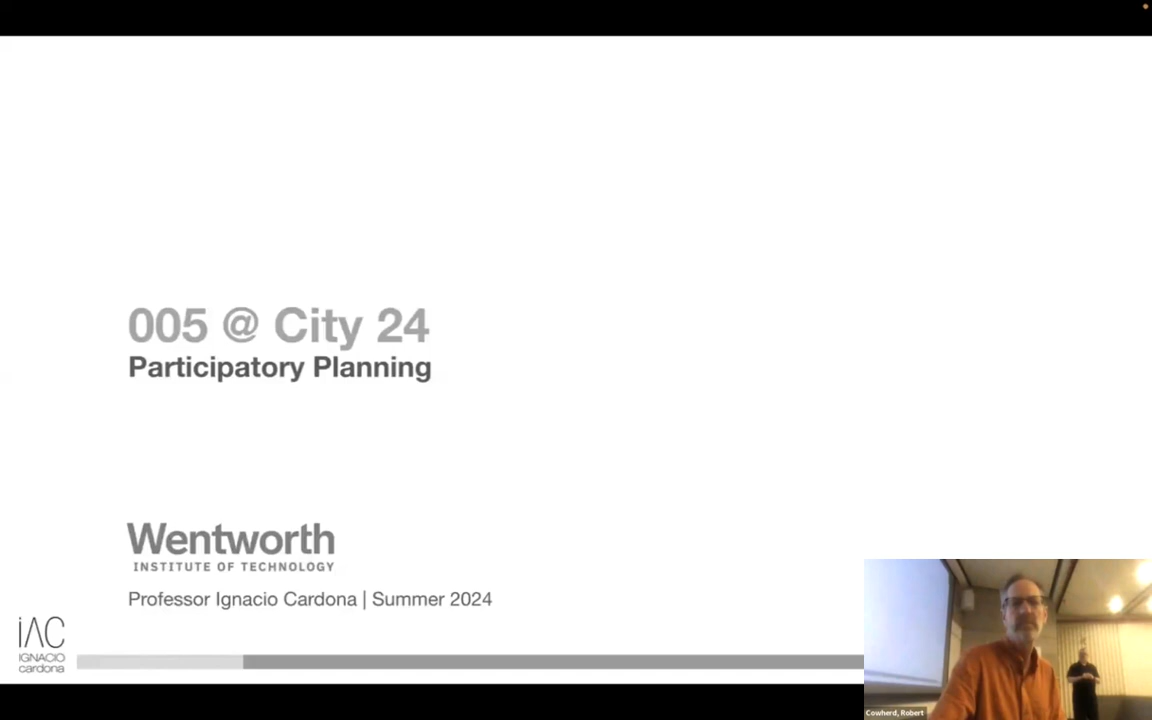 005 @ City 24
Participatory Planning
Wentworth
INSTITUTE OF TECHNOLOGY
Professor Ignacio Cardona | Summer 2024
iAC
IGNACIO
cardona
Cowherd, Robert